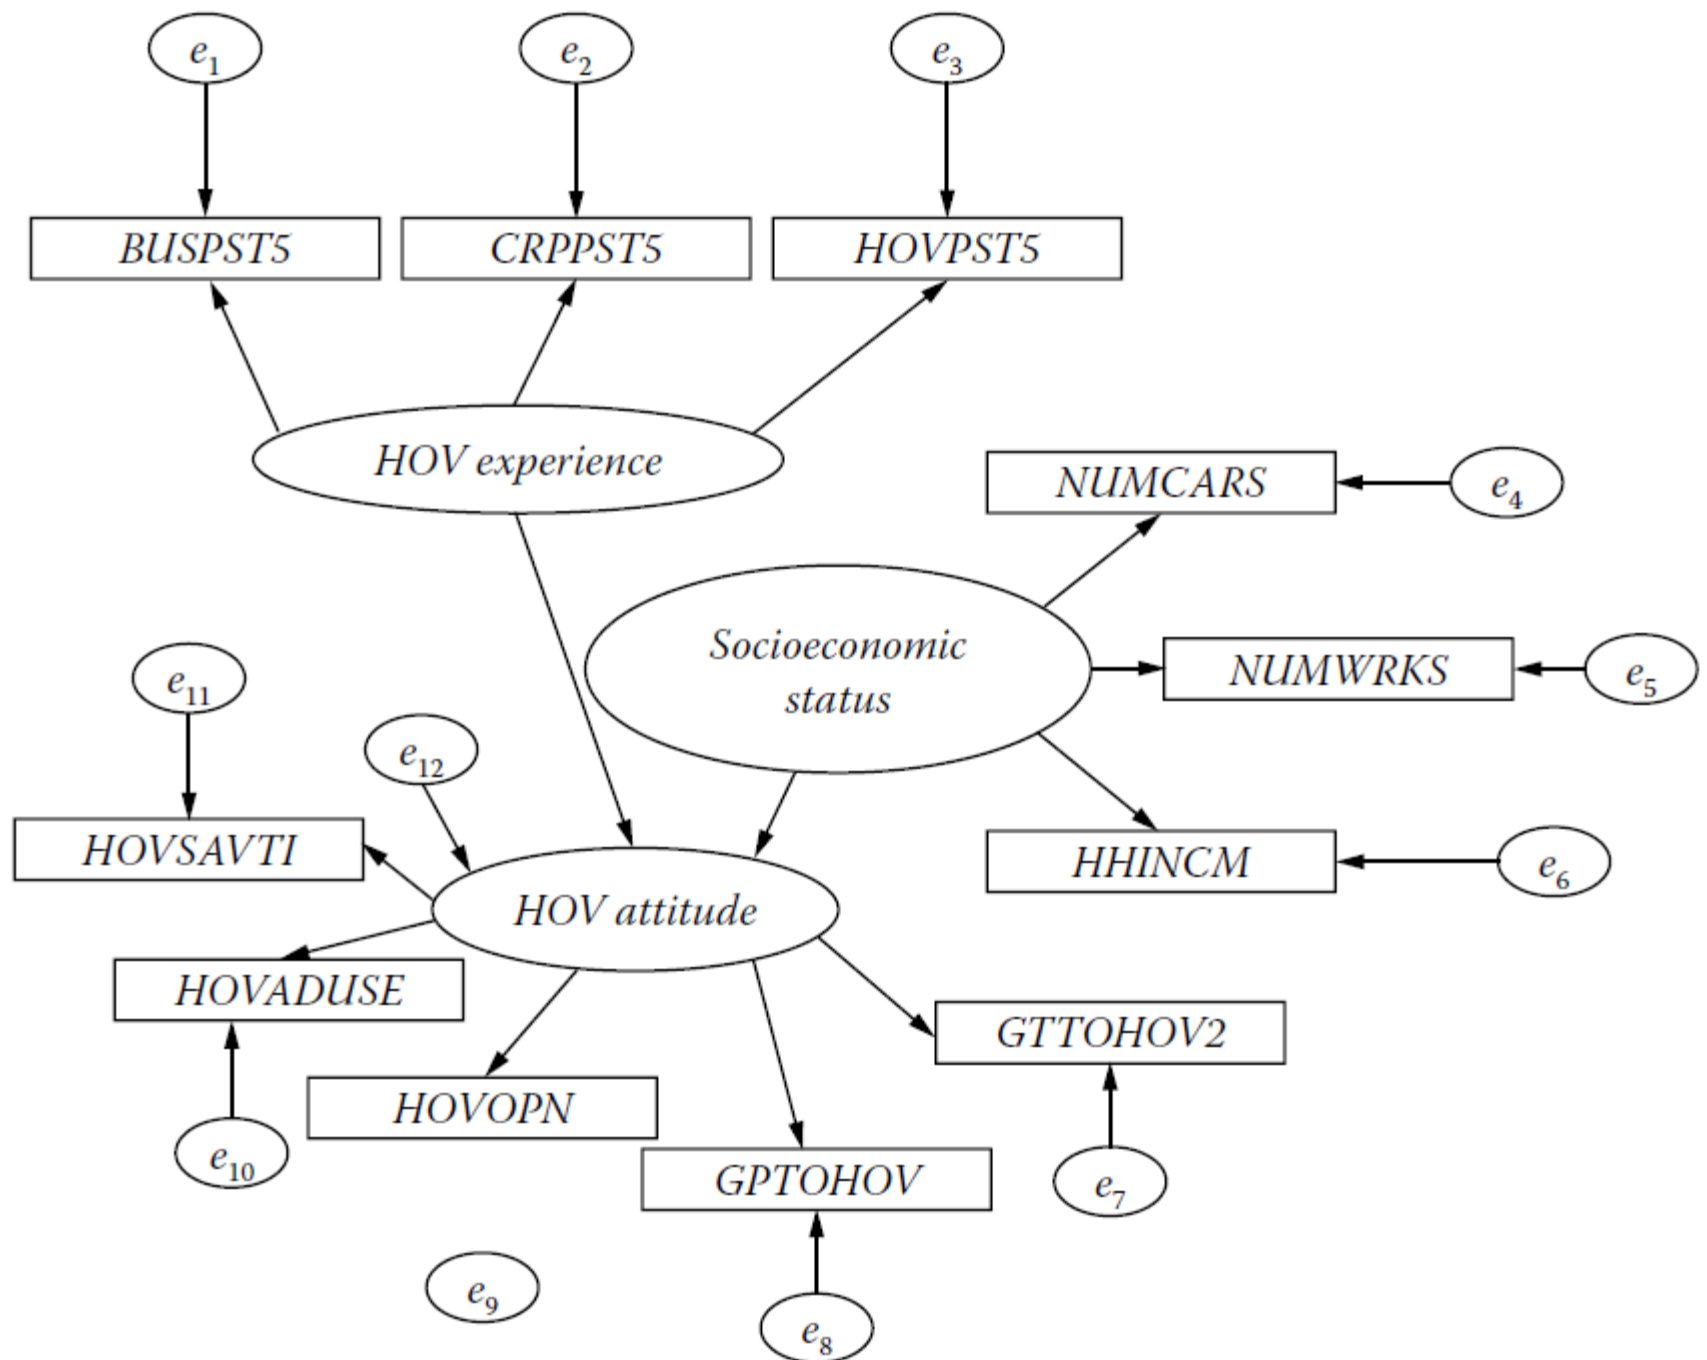 e1
e2
e3
BUSPST5
CRPPST5
HOVPST5
HOV experience
NUMCARS
e4
Socioeconomic
status
NUMWRKS
e5
e11
e12
HOVSAVTI
HHINCM
e6
HOV attitude
HOVADUSE
GTTOHOV2
HOVOPN
e10
GPTOHOV
e7
e9
e8